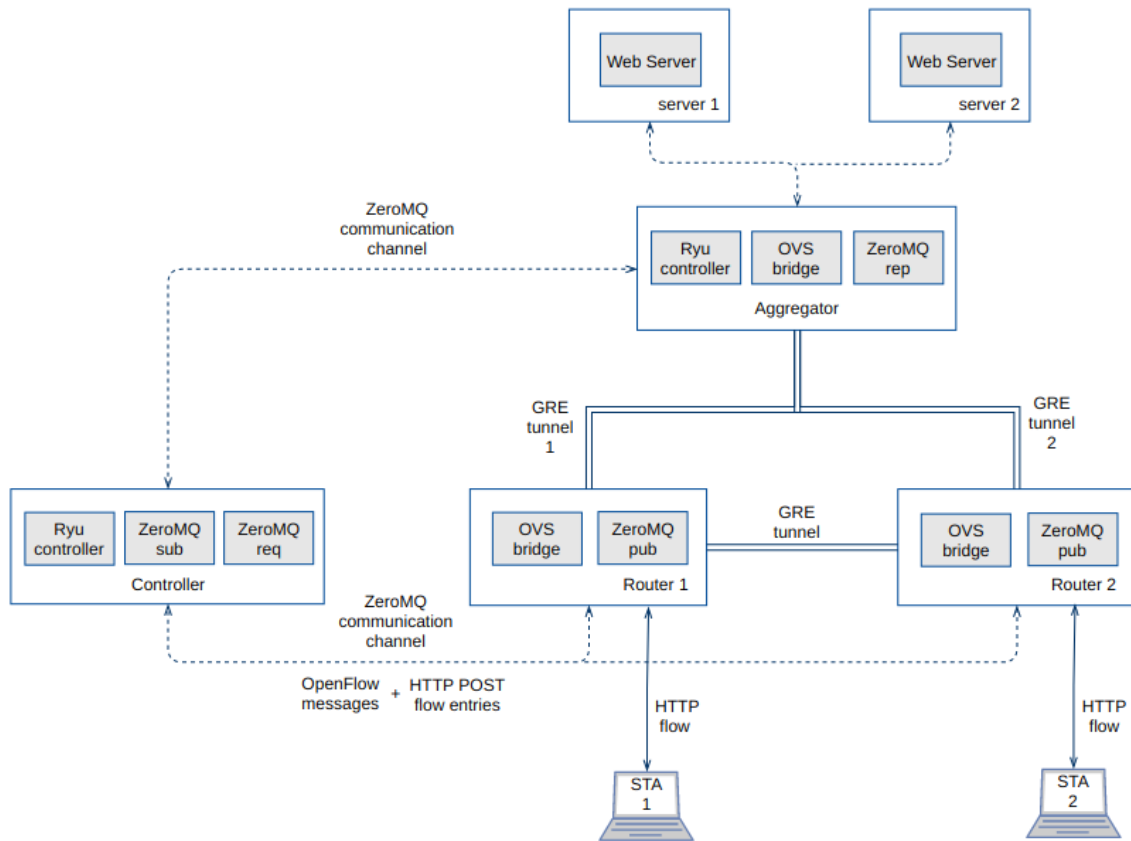 Web Server
server 1
Web Server
server 2
ZeroMQ
communication
channel
Ryu
controller
OVS
bridge
ZeroMQ
rep
Aggregator
GRE
tunnel
1
GRE
tunnel
2
Ryu
controller
ZeroMQ
sub
ZeroMQ
req
Controller
OVS
bridge
ZeroMQ
pub
Router 1
GRE
tunnel
OVS
bridge
ZeroMQ
pub
Router 2
ZeroMQ
communication
channel
OpenFlow
messages
+
HTTP POST
flow entries
HTTP
flow
HTTP
flow
STA
1
STA
2